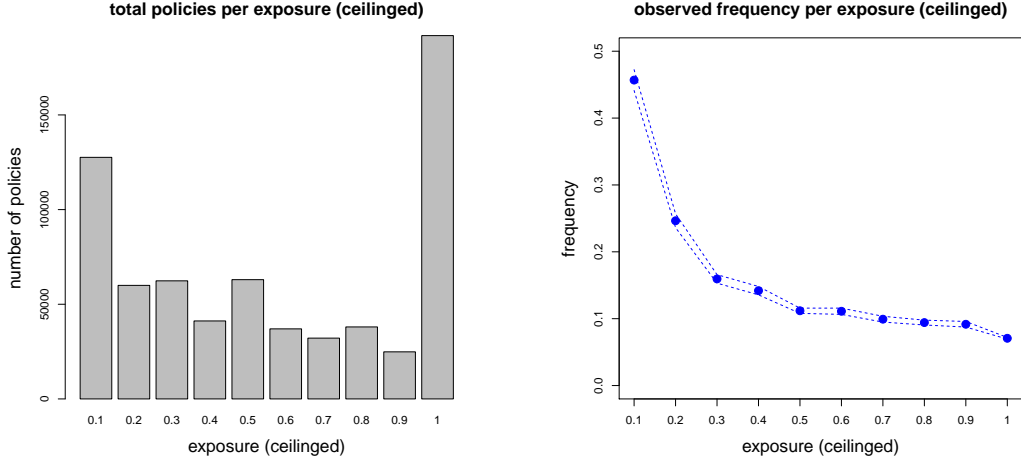 total policies per exposure (ceilinged)
number of policies
150000
100000
50000
0
0.1 0.2 0.3 0.4 0.5 0.6 0.7 0.8 0.9 1
exposure (ceilinged)
observed frequency per exposure (ceilinged)
frequency
0.5
0.4
0.3
0.2
0.1
0.0
0.1 0.2 0.3 0.4 0.5 0.6 0.7 0.8 0.9 1
exposure (ceilinged)